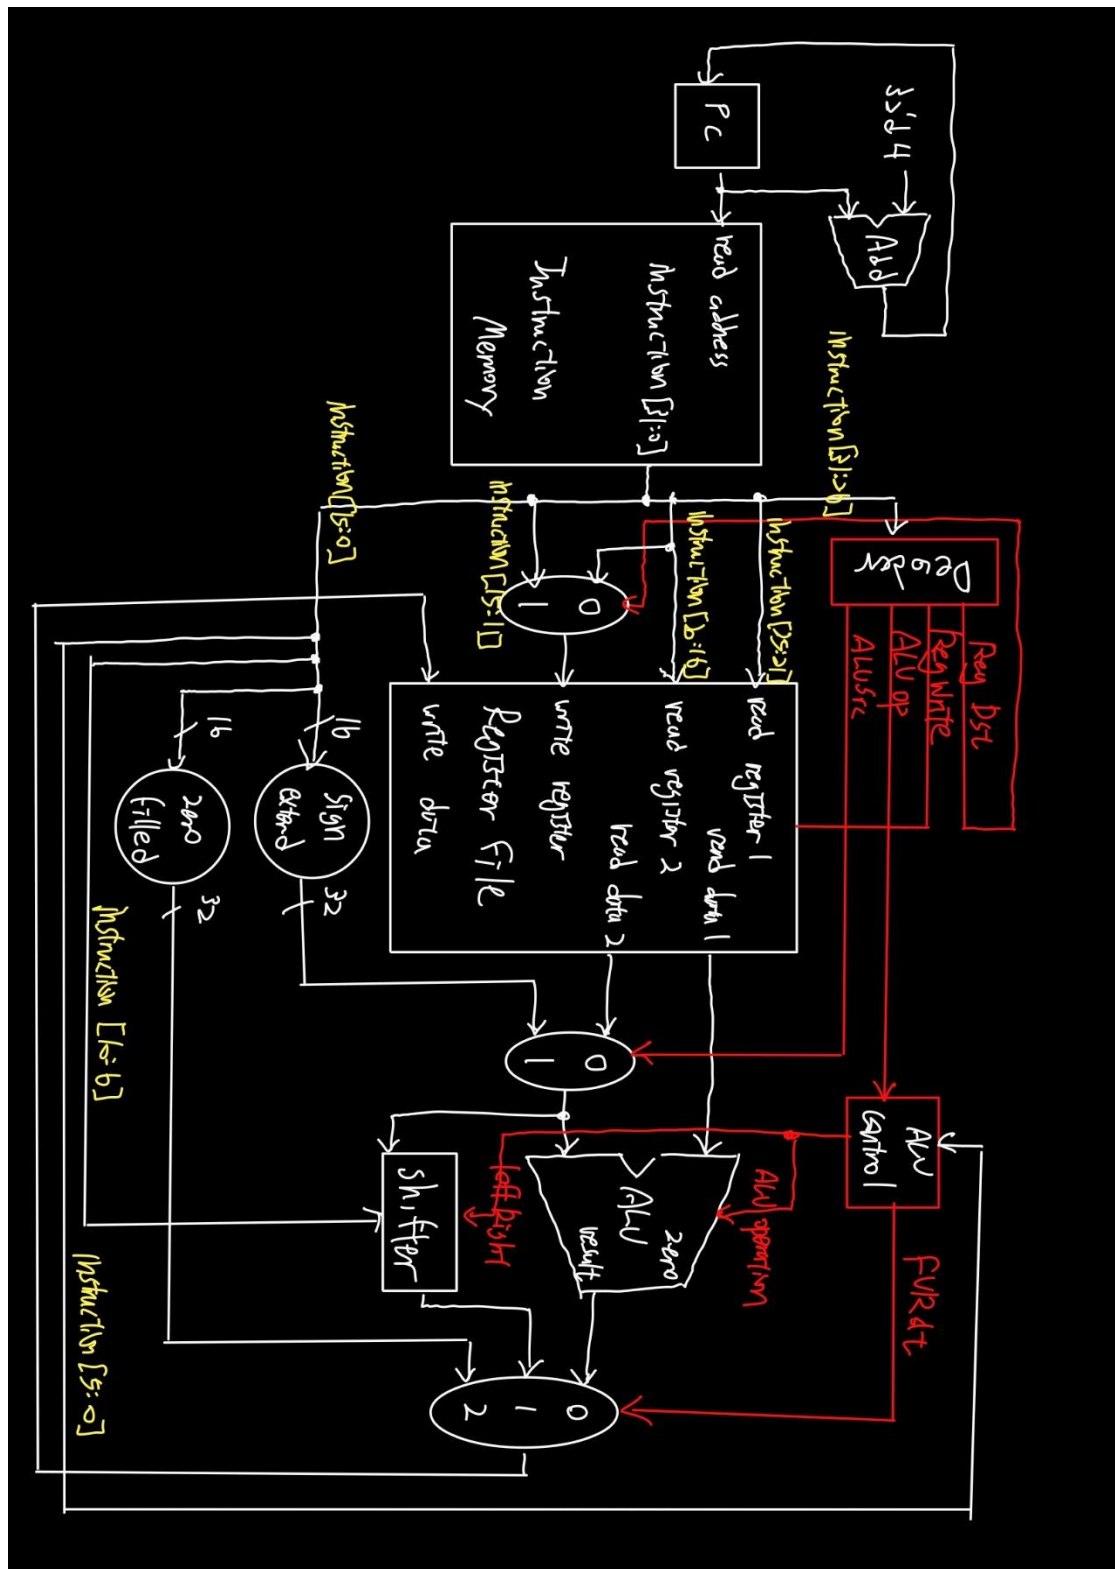 PC
32'd 4
Add
read address
Instruction[31:0]
Instruction
Memory
Instruction[31:26]
Instruction[25:21]
Instruction[20:16]
Instruction[15:11]
Instruction[15:0]
Decoder
Reg Dst
RegWrite
ALU op
ALUSrc
0
1
read register 1
read data 1
read register 2
read data 2
write register
Register File
write data
16
Sign
extend
32
16
zero
filled
32
Instruction [10:6]
Instruction [5:0]
0
1
ALU
control
ALU operation
FURslt
ALU
zero
result
leftRight
shifter
0
1
2